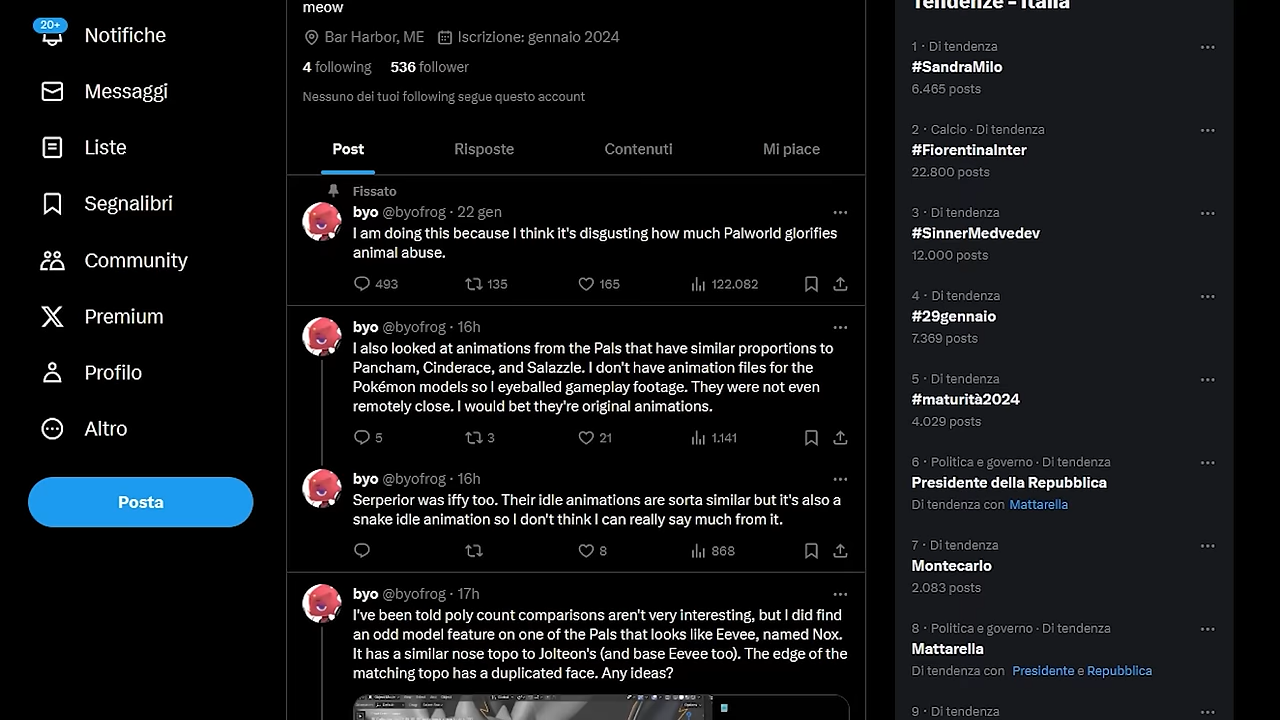 20+
Notifiche
Messaggi
Liste
Segnalibri
Community
Premium
Profilo
Altro
Posta
meow
Bar Harbor, ME Iscrizione: gennaio 2024
4 following 536 follower
Nessuno dei tuoi following segue questo account
Post Risposte Contenuti Mi piace
Fissato
byo @byofrog · 22 gen
I am doing this because I think it's disgusting how much Palworld glorifies
animal abuse.
493 135 165 122.082
byo @byofrog · 16h
I also looked at animations from the Pals that have similar proportions to
Pancham, Cinderace, and Salazzle. I don't have animation files for the
Pokémon models so I eyeballed gameplay footage. They were not even
remotely close. I would bet they're original animations.
5 3 21 1.141
byo @byofrog · 16h
Serperior was iffy too. Their idle animations are sorta similar but it's also a
snake idle animation so I don't think I can really say much from it.
8 868
byo @byofrog · 17h
I've been told poly count comparisons aren't very interesting, but I did find
an odd model feature on one of the Pals that looks like Eevee, named Nox.
It has a similar nose topo to Jolteon's (and base Eevee too). The edge of the
matching topo has a duplicated face. Any ideas?
Tendenze - Italia
1 · Di tendenza
#SandraMilo
6.465 posts
2 · Calcio · Di tendenza
#FiorentinaInter
22.800 posts
3 · Di tendenza
#SinnerMedvedev
12.000 posts
4 · Di tendenza
#29gennaio
7.369 posts
5 · Di tendenza
#maturità2024
4.029 posts
6 · Politica e governo · Di tendenza
Presidente della Repubblica
Di tendenza con Mattarella
7 · Di tendenza
Montecarlo
2.083 posts
8 · Politica e governo · Di tendenza
Mattarella
Di tendenza con Presidente e Repubblica
9 · Di tendenza